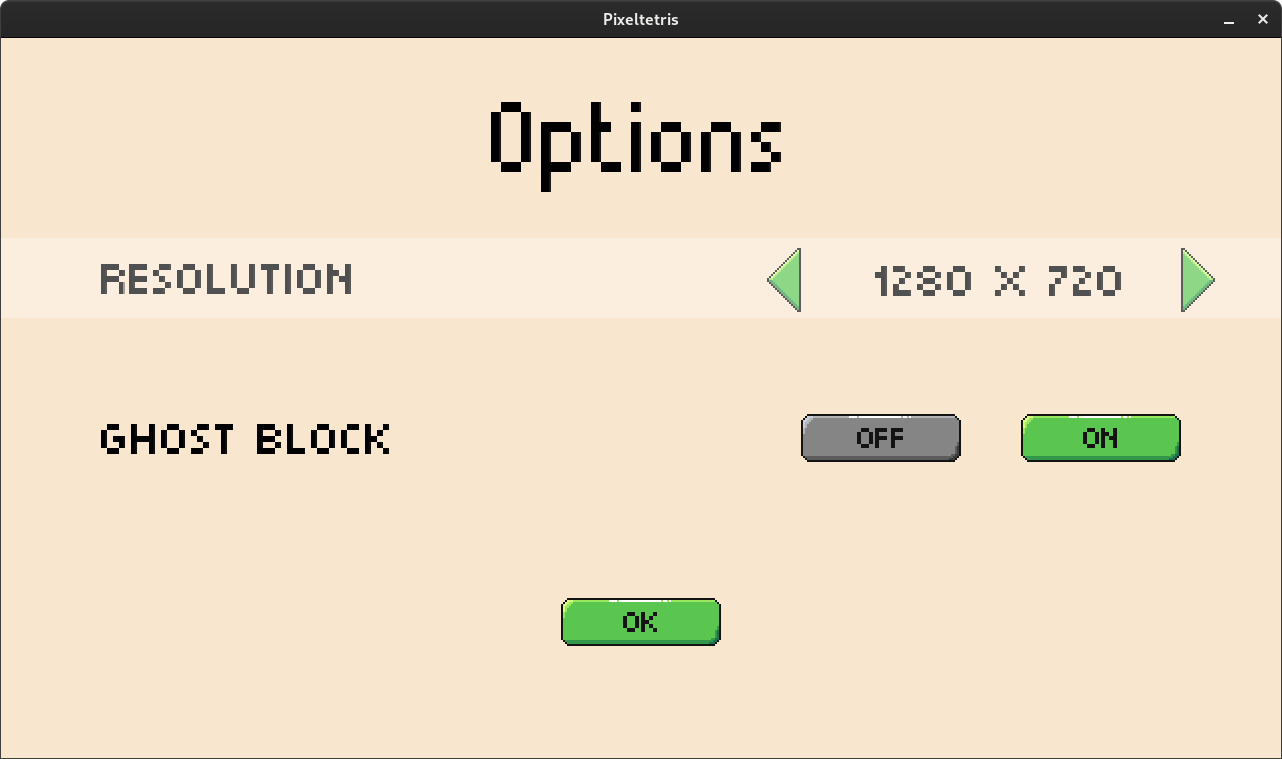 Pixeltetris
Options
RESOLUTION
1280 X 720
GHOST BLOCK
OFF
ON
OK